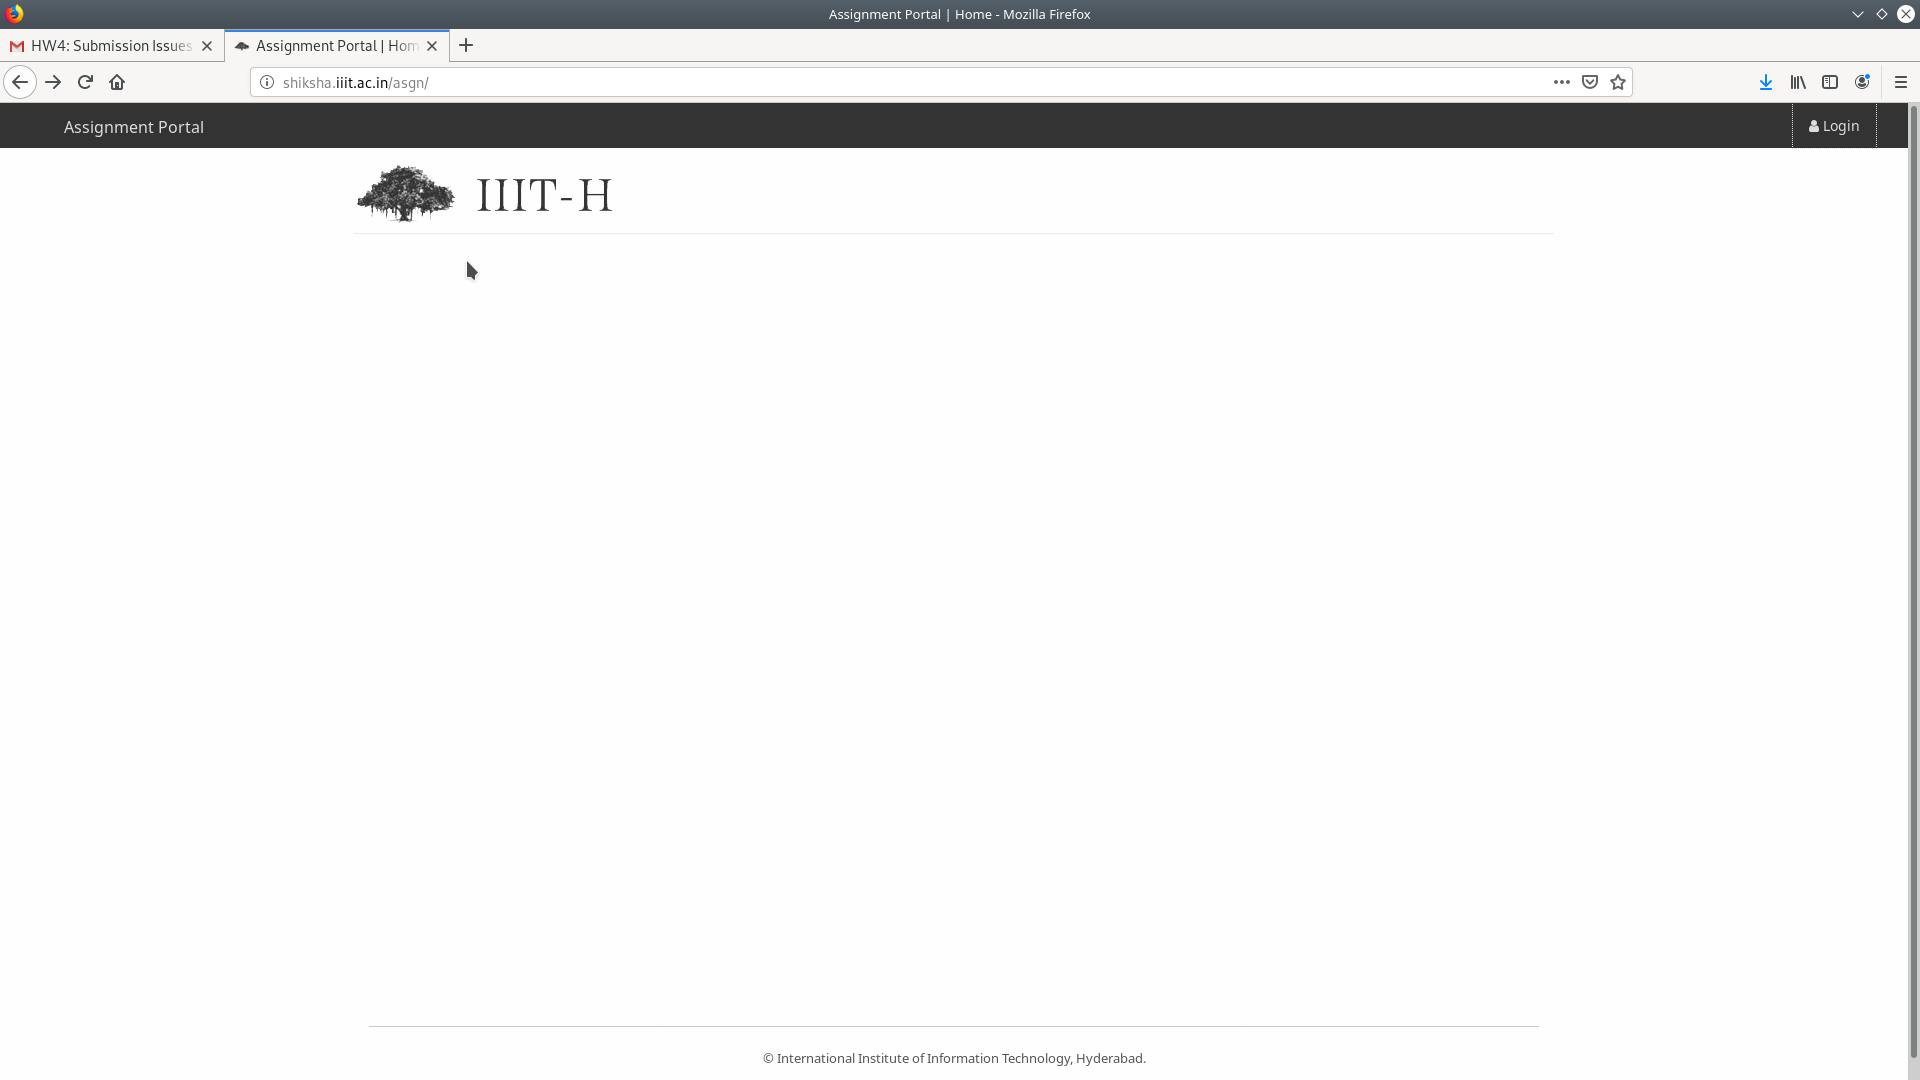 Assignment Portal | Home - Mozilla Firefox
HW4: Submission Issues
Assignment Portal | Hom
shiksha.iiit.ac.in/asgn/
Assignment Portal
Login
IIIT-H
© International Institute of Information Technology, Hyderabad.